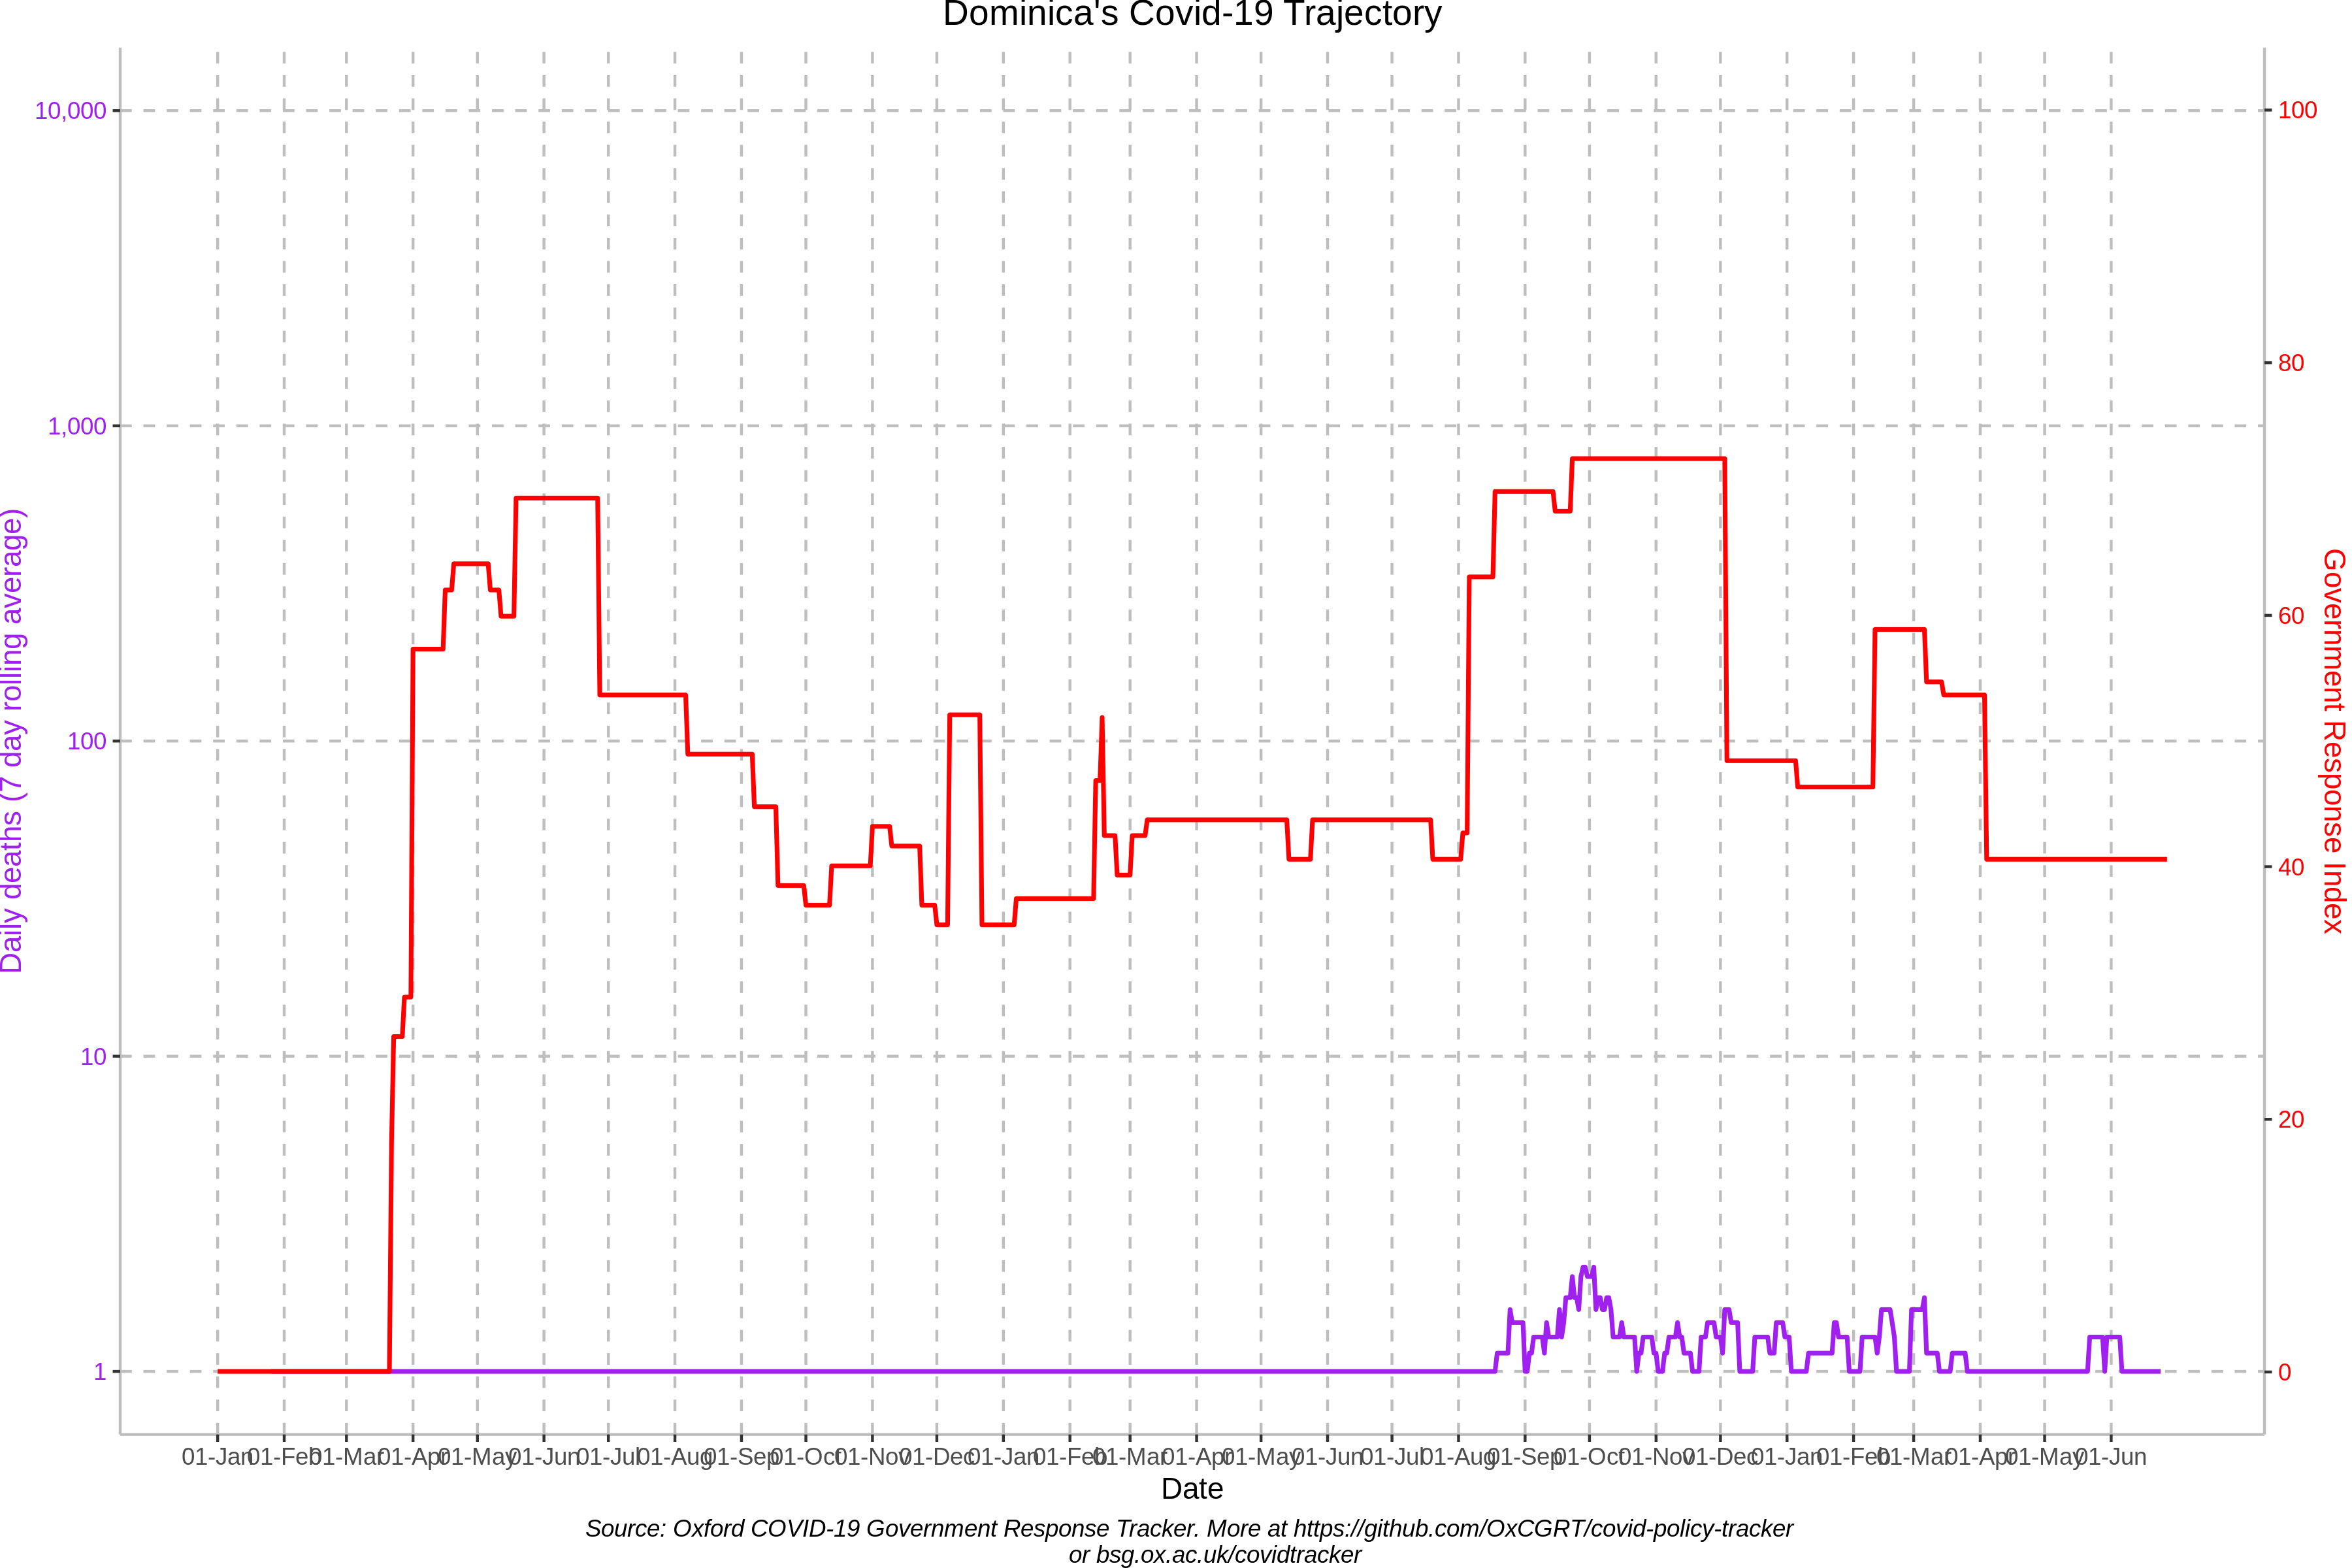 Dominica's Covid-19 Trajectory
Daily deaths (7 day rolling average)
10,000
1,000
100
10
1
100
80
60
40
20
0
Government Response Index
01-Jan 01-Feb 01-Mar 01-Apr 01-May 01-Jun 01-Jul 01-Aug 01-Sep 01-Oct 01-Nov 01-Dec 01-Jan 01-Feb 01-Mar 01-Apr 01-May 01-Jun 01-Jul 01-Aug 01-Sep 01-Oct 01-Nov 01-Dec 01-Jan 01-Feb 01-Mar 01-Apr 01-May 01-Jun
Date
Source: Oxford COVID-19 Government Response Tracker. More at https://github.com/OxCGRT/covid-policy-tracker
or bsg.ox.ac.uk/covidtracker